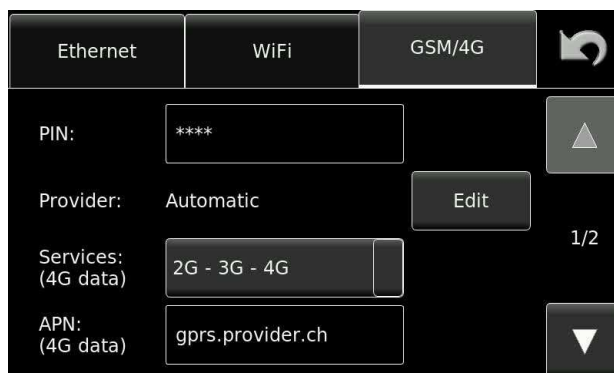 Ethernet WiFi GSM/4G
PIN: ****
Provider: Automatic Edit
1/2
Services:
(4G data) 2G - 3G - 4G
APN:
(4G data) gprs.provider.ch